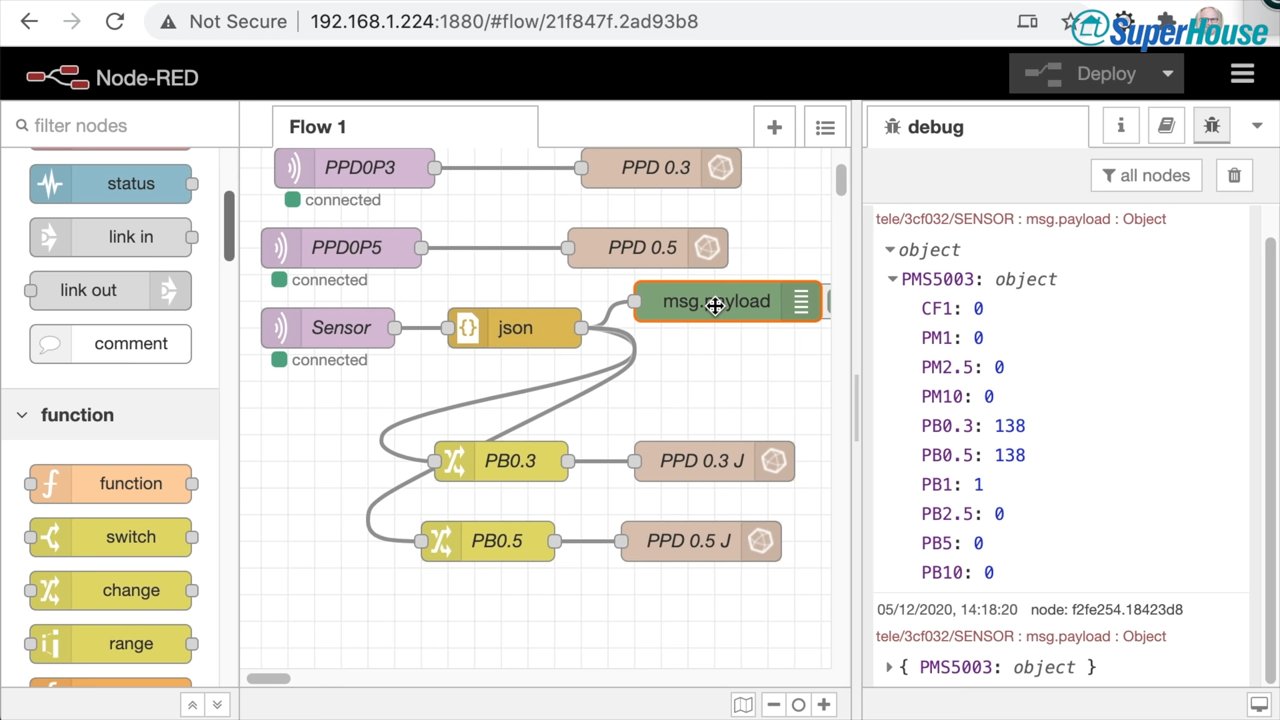 Not Secure
192.168.1.224:1880/#flow/21f847f.2ad93b8
SuperHouse
Node-RED
Deploy
filter nodes
Flow 1
debug
all nodes
status
link in
link out
comment
function
function
switch
change
range
PPD0P3
connected
PPD 0.3
PPD0P5
connected
PPD 0.5
Sensor
connected
json
msg.payload
PB0.3
PPD 0.3 J
PB0.5
PPD 0.5 J
tele/3cf032/SENSOR : msg.payload : Object
object
PMS5003: object
CF1: 0
PM1: 0
PM2.5: 0
PM10: 0
PB0.3: 138
PB0.5: 138
PB1: 1
PB2.5: 0
PB5: 0
PB10: 0
05/12/2020, 14:18:20 node: f2fe254.18423d8
tele/3cf032/SENSOR : msg.payload : Object
{ PMS5003: object }